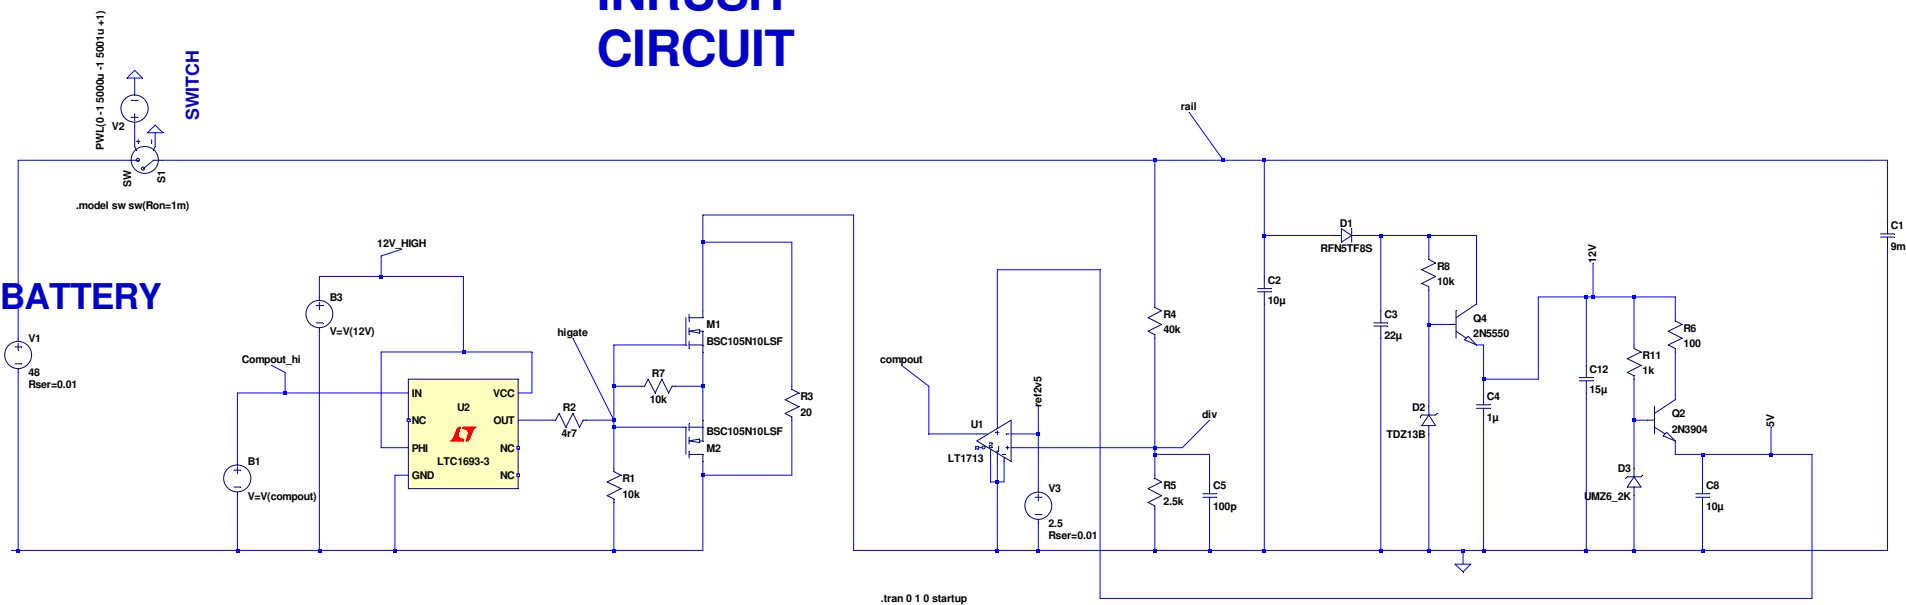 INRUSH
CIRCUIT
PWL(0 -1 5000u -1 5001u +1)
SWITCH
V2
SW
S1
.model sw sw(Ron=1m)
rail
BATTERY
V1
48
Rser=0.01
12V_HIGH
B3
V=V(12V)
Compout_hi
B1
V=V(compout)
IN
VCC
U2
NC
OUT
PHI
NC
LTC1693-3
GND
NC
R2
4r7
higate
R7
10k
R1
10k
M1
BSC105N10LSF
BSC105N10LSF
M2
R3
20
compout
U1
LT1713
ref2v5
V3
2.5
Rser=0.01
div
R4
40k
R5
2.5k
C5
100p
C2
10µ
D1
RFN5TF8S
C3
22µ
R8
10k
D2
TDZ13B
Q4
2N5550
C4
1µ
12V
C12
15µ
R11
1k
R6
100
Q2
2N3904
D3
UMZ6_2K
C8
10µ
5V
C1
9m
.tran 0 1 0 startup